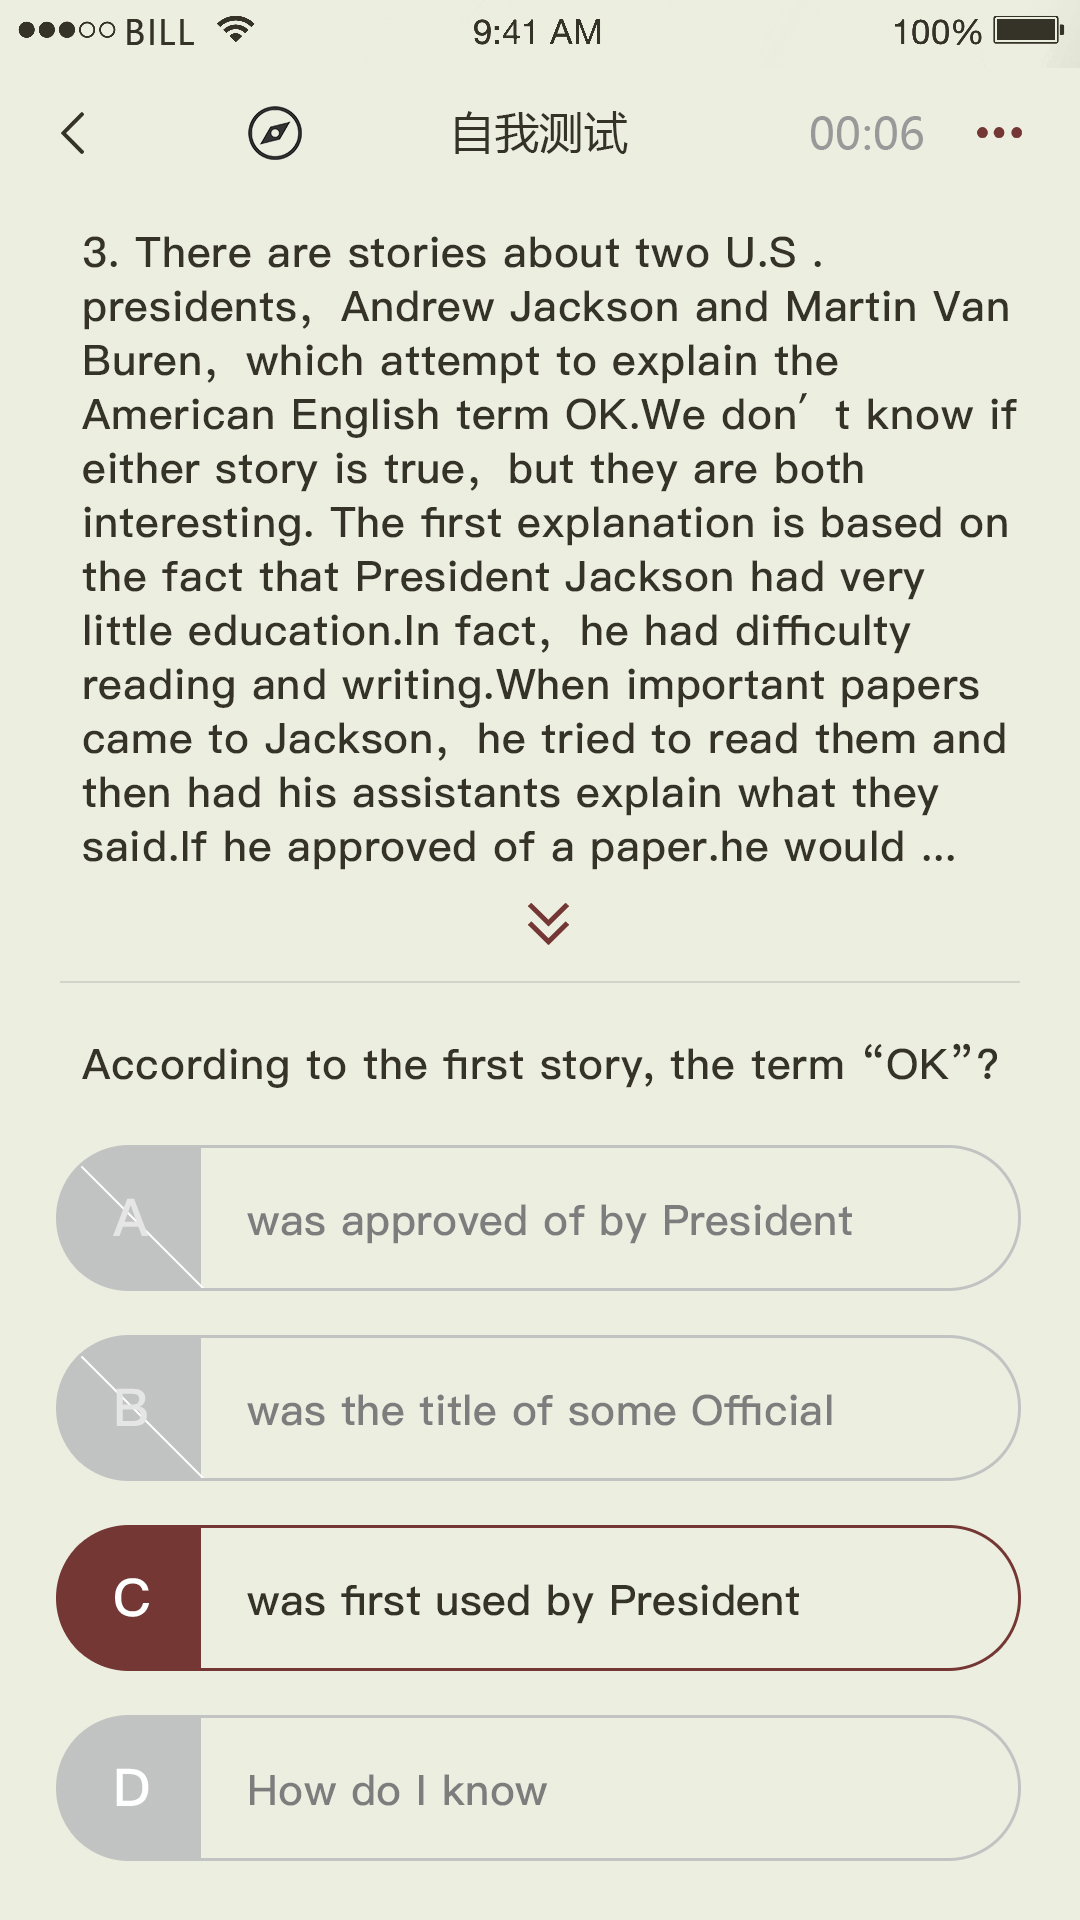 BILL 9:41 AM 100%
自我测试 00:06
3. There are stories about two U.S .
presidents，Andrew Jackson and Martin Van
Buren，which attempt to explain the
American English term OK.We don′t know if
either story is true，but they are both
interesting. The first explanation is based on
the fact that President Jackson had very
little education.In fact，he had difficulty
reading and writing.When important papers
came to Jackson，he tried to read them and
then had his assistants explain what they
said.If he approved of a paper.he would ...
According to the first story, the term “OK”?
A was approved of by President
B was the title of some Official
C was first used by President
D How do I know